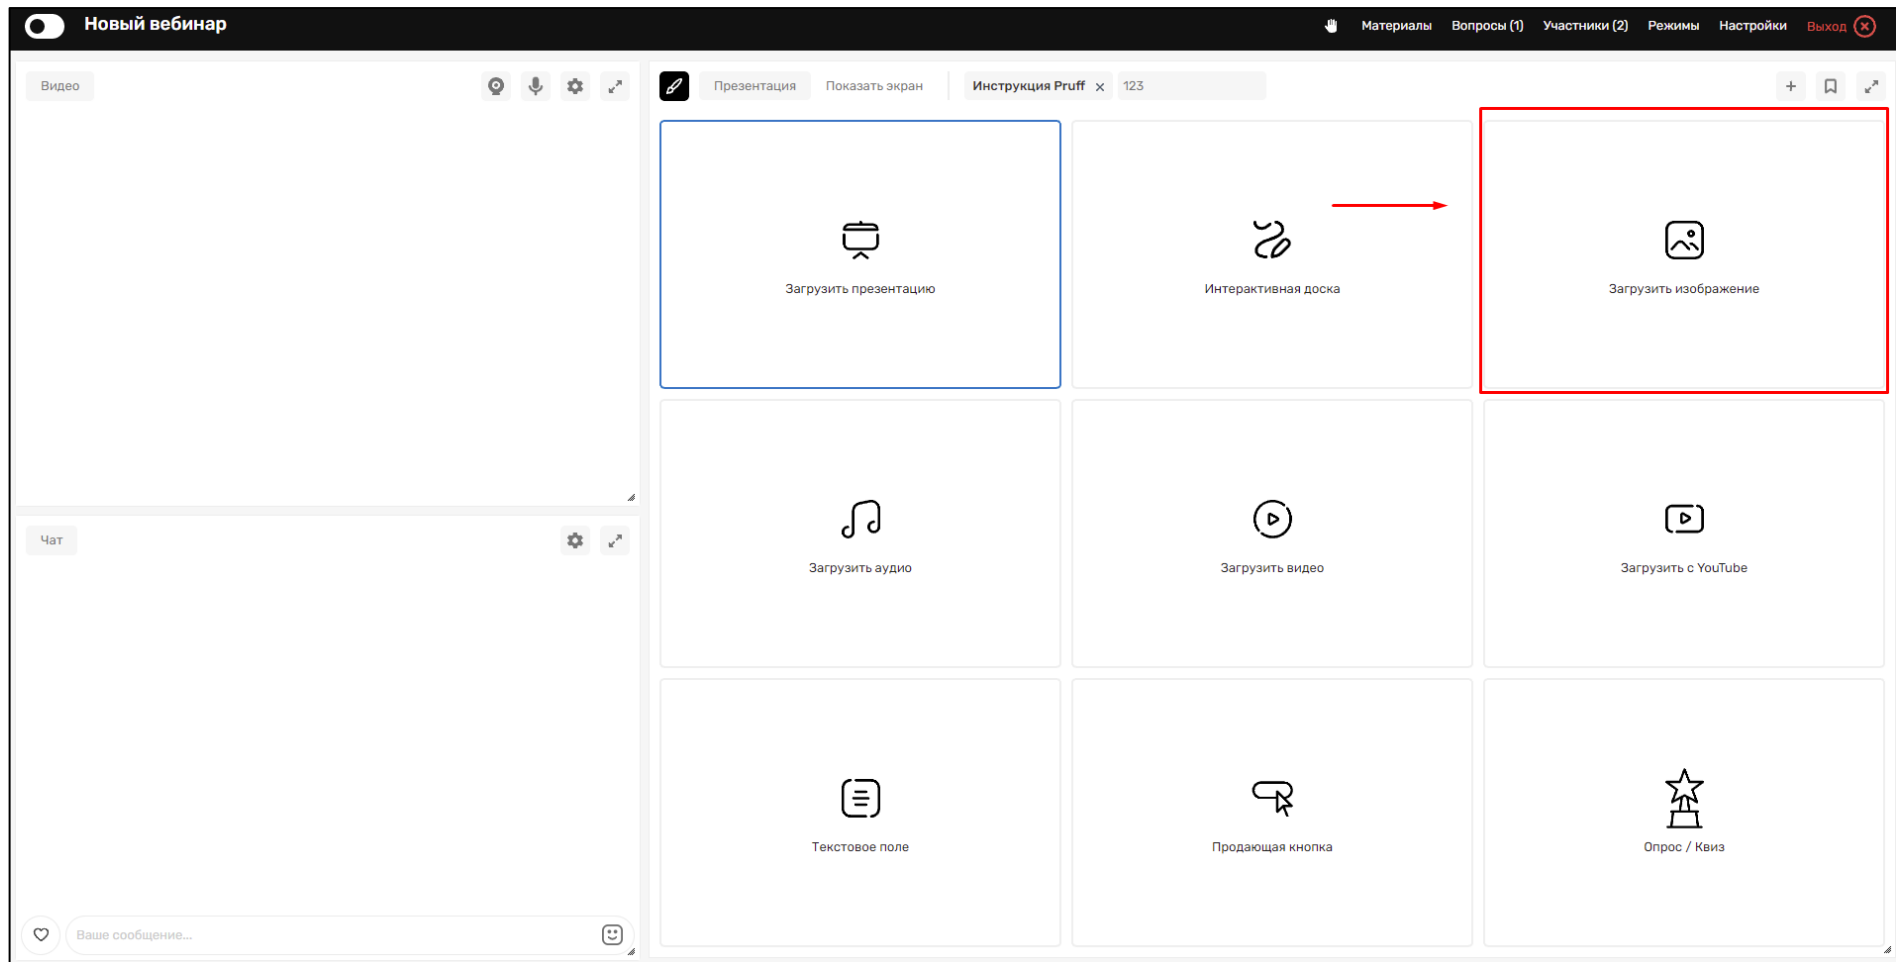 Новый вебинар
Материалы Вопросы (1) Участники (2) Режимы Настройки Выход
Видео
Презентация Показать экран Инструкция Pruff 123
Загрузить презентацию Интерактивная доска Загрузить изображение
Чат
Загрузить аудио Загрузить видео Загрузить с YouTube
Текстовое поле Продающая кнопка Опрос / Квиз
Ваше сообщение...